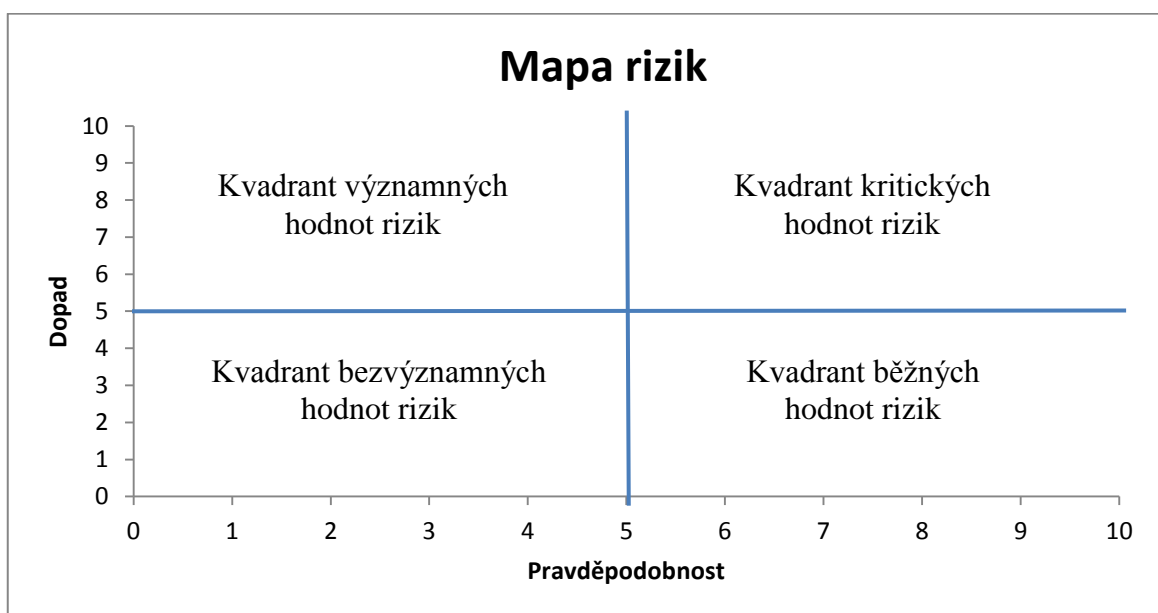 Mapa rizik
10
9
8
7
6
5
4
3
2
1
0
Dopad
Kvadrant významných
hodnot rizik
Kvadrant kritických
hodnot rizik
Kvadrant bezvýznamných
hodnot rizik
Kvadrant běžných
hodnot rizik
0 1 2 3 4 5 6 7 8 9 10
Pravděpodobnost